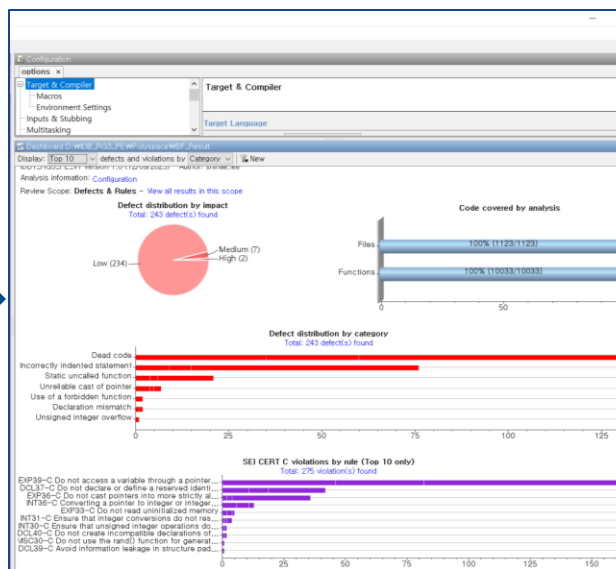 Configuration
options ×
Target & Compiler
Macros
Environment Settings
Inputs & Stubbing
Multitasking
Target & Compiler
Target Language
Display: Top 10 defects and violations by Category New
Analysis information: Configuration
Review Scope: Defects & Rules - View all results in this scope
Defect distribution by impact
Total: 243 defect(s) found
Low (234)
Medium (7)
High (2)
Code covered by analysis
Files
100% (1123/1123)
Functions
100% (10033/10033)
0
50
Defect distribution by category
Total: 243 defect(s) found
Dead code
Incorrectly indented statement
Static uncalled function
Unreliable cast of pointer
Use of a forbidden function
Declaration mismatch
Unsigned integer overflow
0 25 50 75 100 125
SEI CERT C violations by rule (Top 10 only)
Total: 275 violation(s) found
EXP39-C Do not access a variable through a pointer...
DCL37-C Do not declare or define a reserved identi...
EXP36-C Do not cast pointers into more strictly al...
INT36-C Converting a pointer to integer or integer...
EXP33-C Do not read uninitialized memory
INT31-C Ensure that integer conversions do not res...
INT30-C Ensure that unsigned integer operations do...
DCL40-C Do not create incompatible declarations of...
MSC30-C Do not use the rand() function for generat...
DCL39-C Avoid information leakage in structure pad...
0 50 100 150